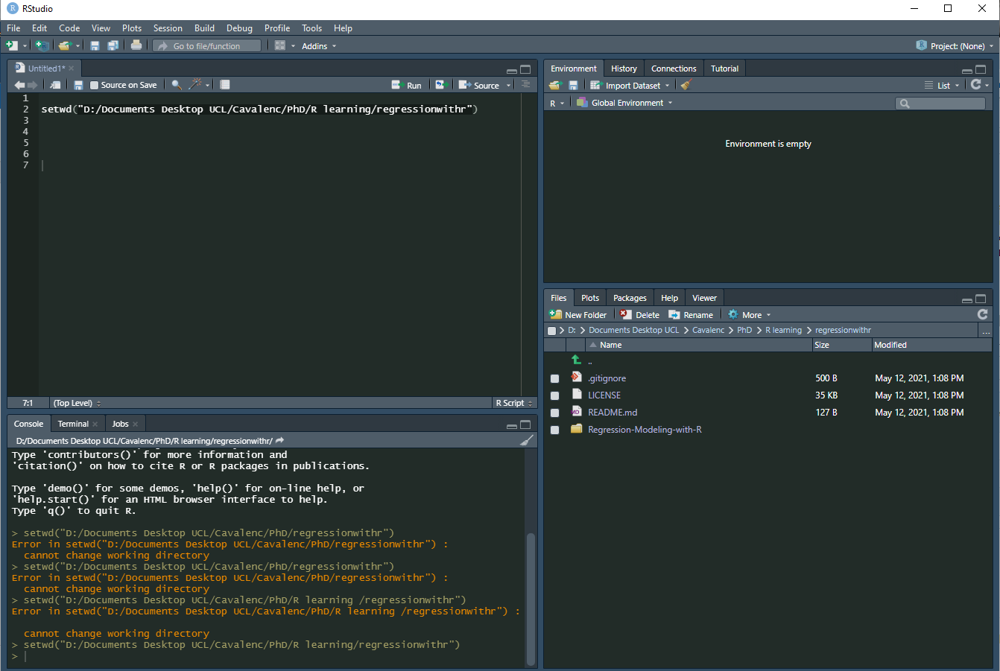 RStudio
File Edit Code View Plots Session Build Debug Profile Tools Help
Go to file/function Addins Project: (None)
Untitled1*
Source on Save Run Source
1
2 setwd("D:/Documents Desktop UCL/Cavalenc/PhD/R learning/regressionwithr")
3
4
5
6
7
7:1 (Top Level) R Script
Console Terminal Jobs
D:/Documents Desktop UCL/Cavalenc/PhD/R learning/regressionwithr/
Type 'contributors()' for more information and
'citation()' on how to cite R or R packages in publications.
Type 'demo()' for some demos, 'help()' for on-line help, or
'help.start()' for an HTML browser interface to help.
Type 'q()' to quit R.
> setwd("D:/Documents Desktop UCL/Cavalenc/PhD/regressionwithr")
Error in setwd("D:/Documents Desktop UCL/Cavalenc/PhD/regressionwithr") :
cannot change working directory
> setwd("D:/Documents Desktop UCL/Cavalenc/PhD/regressionwithr")
Error in setwd("D:/Documents Desktop UCL/Cavalenc/PhD/regressionwithr") :
cannot change working directory
> setwd("D:/Documents Desktop UCL/Cavalenc/PhD/R learning /regressionwithr")
Error in setwd("D:/Documents Desktop UCL/Cavalenc/PhD/R learning /regressionwithr") :
cannot change working directory
> setwd("D:/Documents Desktop UCL/Cavalenc/PhD/R learning/regressionwithr")
>
Environment History Connections Tutorial
Import Dataset List
R Global Environment
Environment is empty
Files Plots Packages Help Viewer
New Folder Delete Rename More
D: > Documents Desktop UCL > Cavalenc > PhD > R learning > regressionwithr ...
Name Size Modified
..
.gitignore 500 B May 12, 2021, 1:08 PM
LICENSE 35 KB May 12, 2021, 1:08 PM
README.md 127 B May 12, 2021, 1:08 PM
Regression-Modeling-with-R